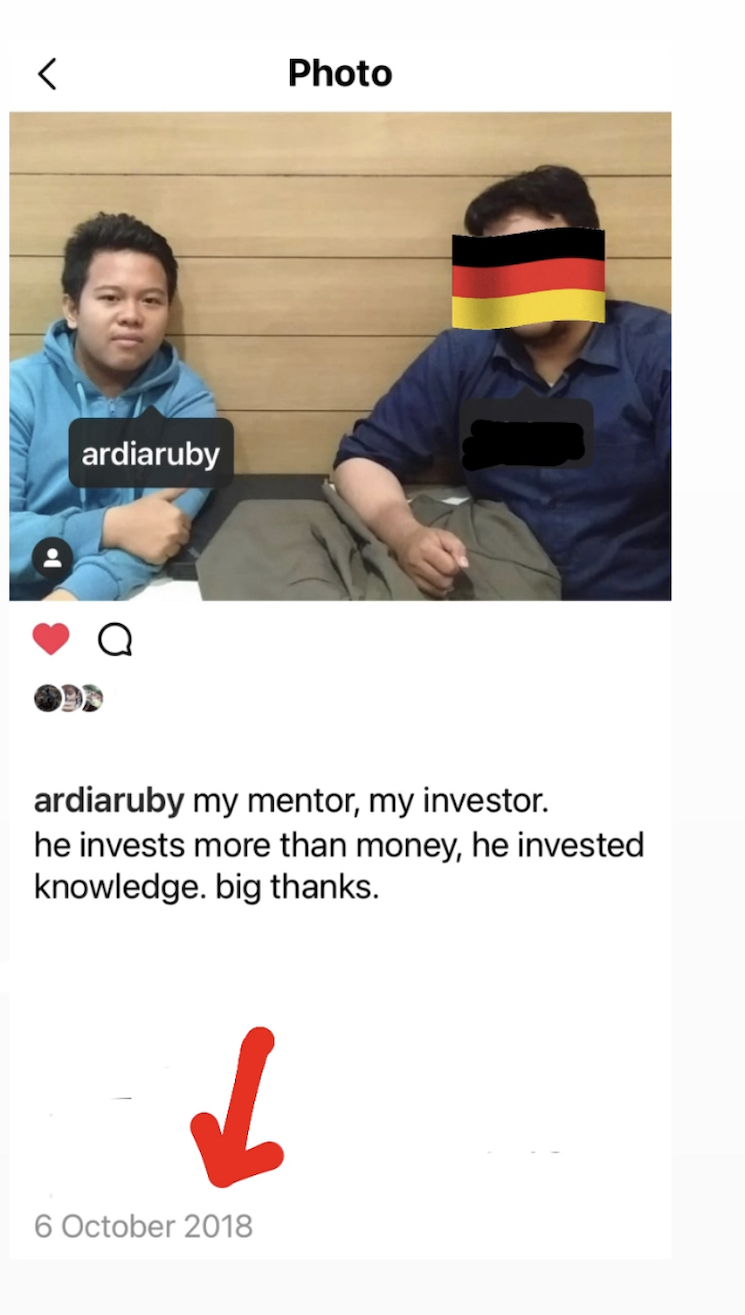 Photo
ardiaruby
ardiaruby my mentor, my investor.
he invests more than money, he invested
knowledge. big thanks.
6 October 2018